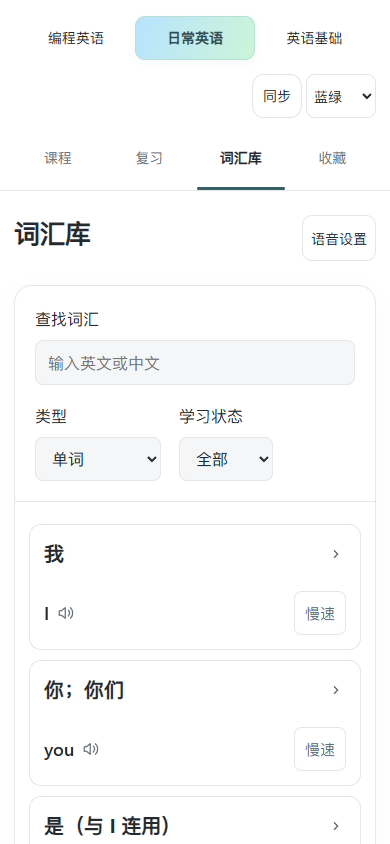 编程英语 日常英语 英语基础
同步 蓝绿
课程 复习 词汇库 收藏
词汇库 语音设置
查找词汇
输入英文或中文
类型 学习状态
单词 全部
我
I 慢速
你；你们
you 慢速
是（与 I 连用）